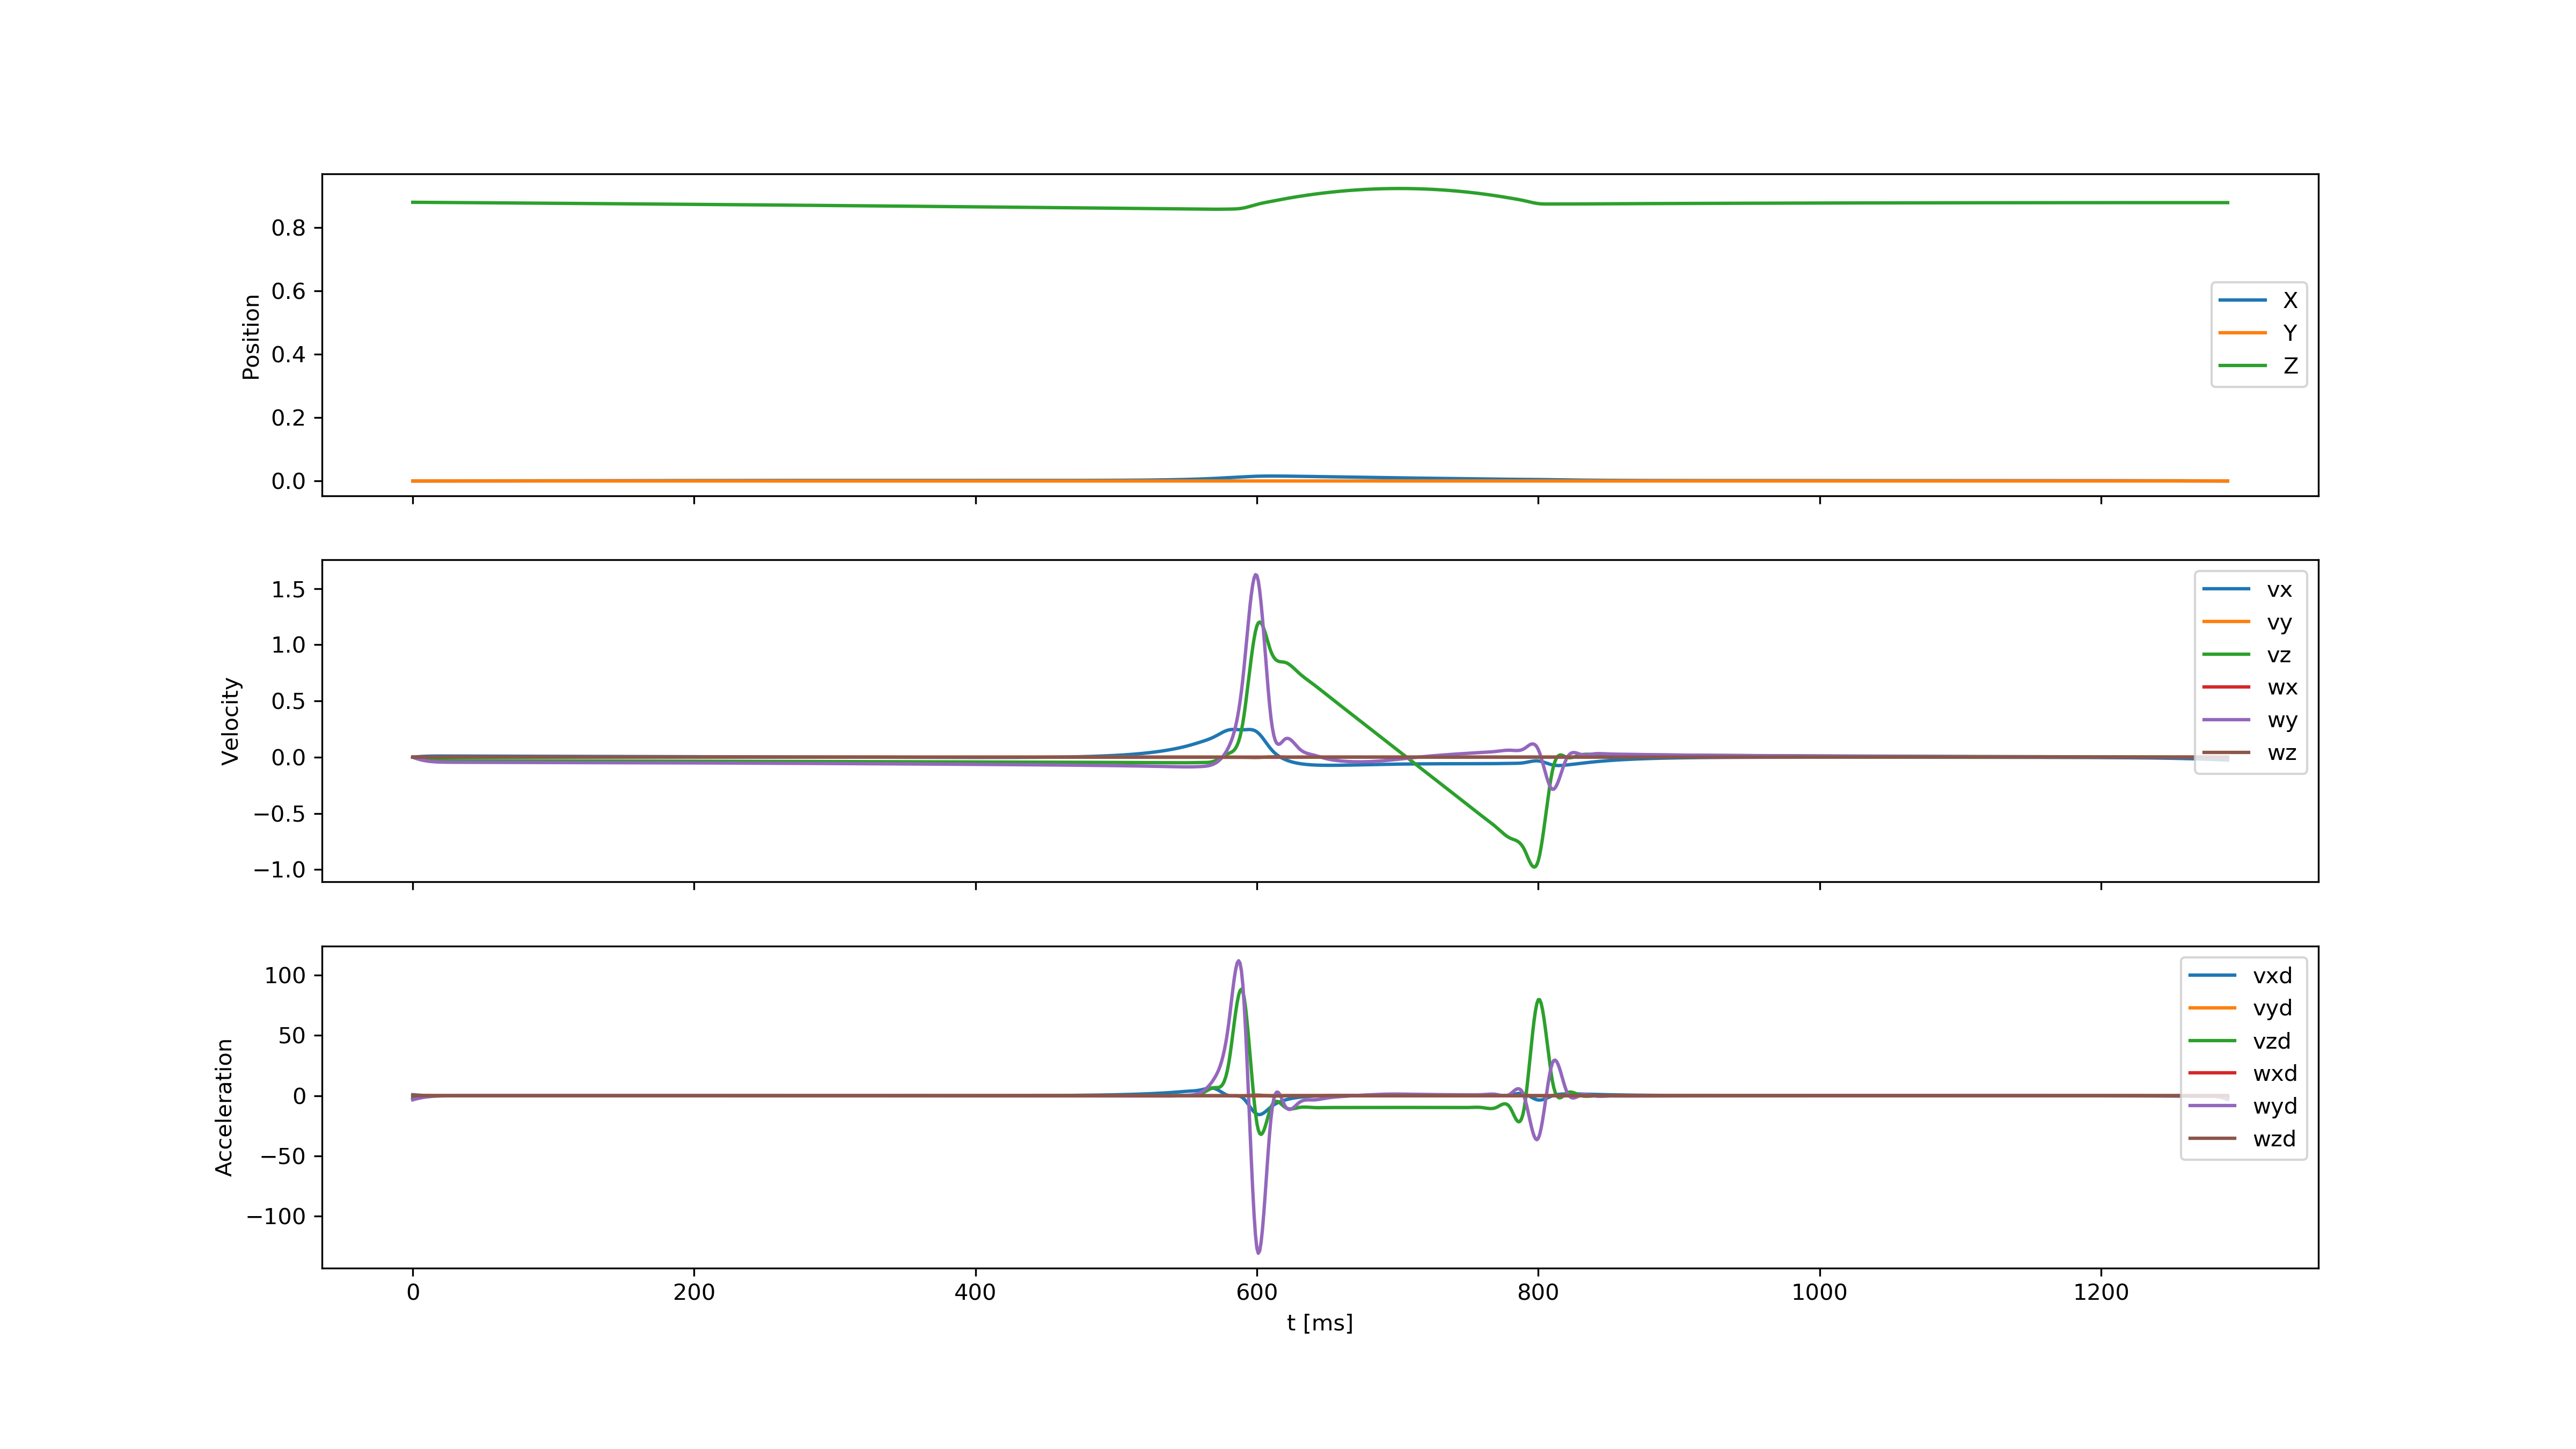 0.8
0.6
0.4
0.2
0.0
Position
X
Y
Z
1.5
1.0
0.5
0.0
−0.5
−1.0
Velocity
vx
vy
vz
wx
wy
wz
100
50
0
−50
−100
Acceleration
vxd
vyd
vzd
wxd
wyd
wzd
0 200 400 600 800 1000 1200
t [ms]